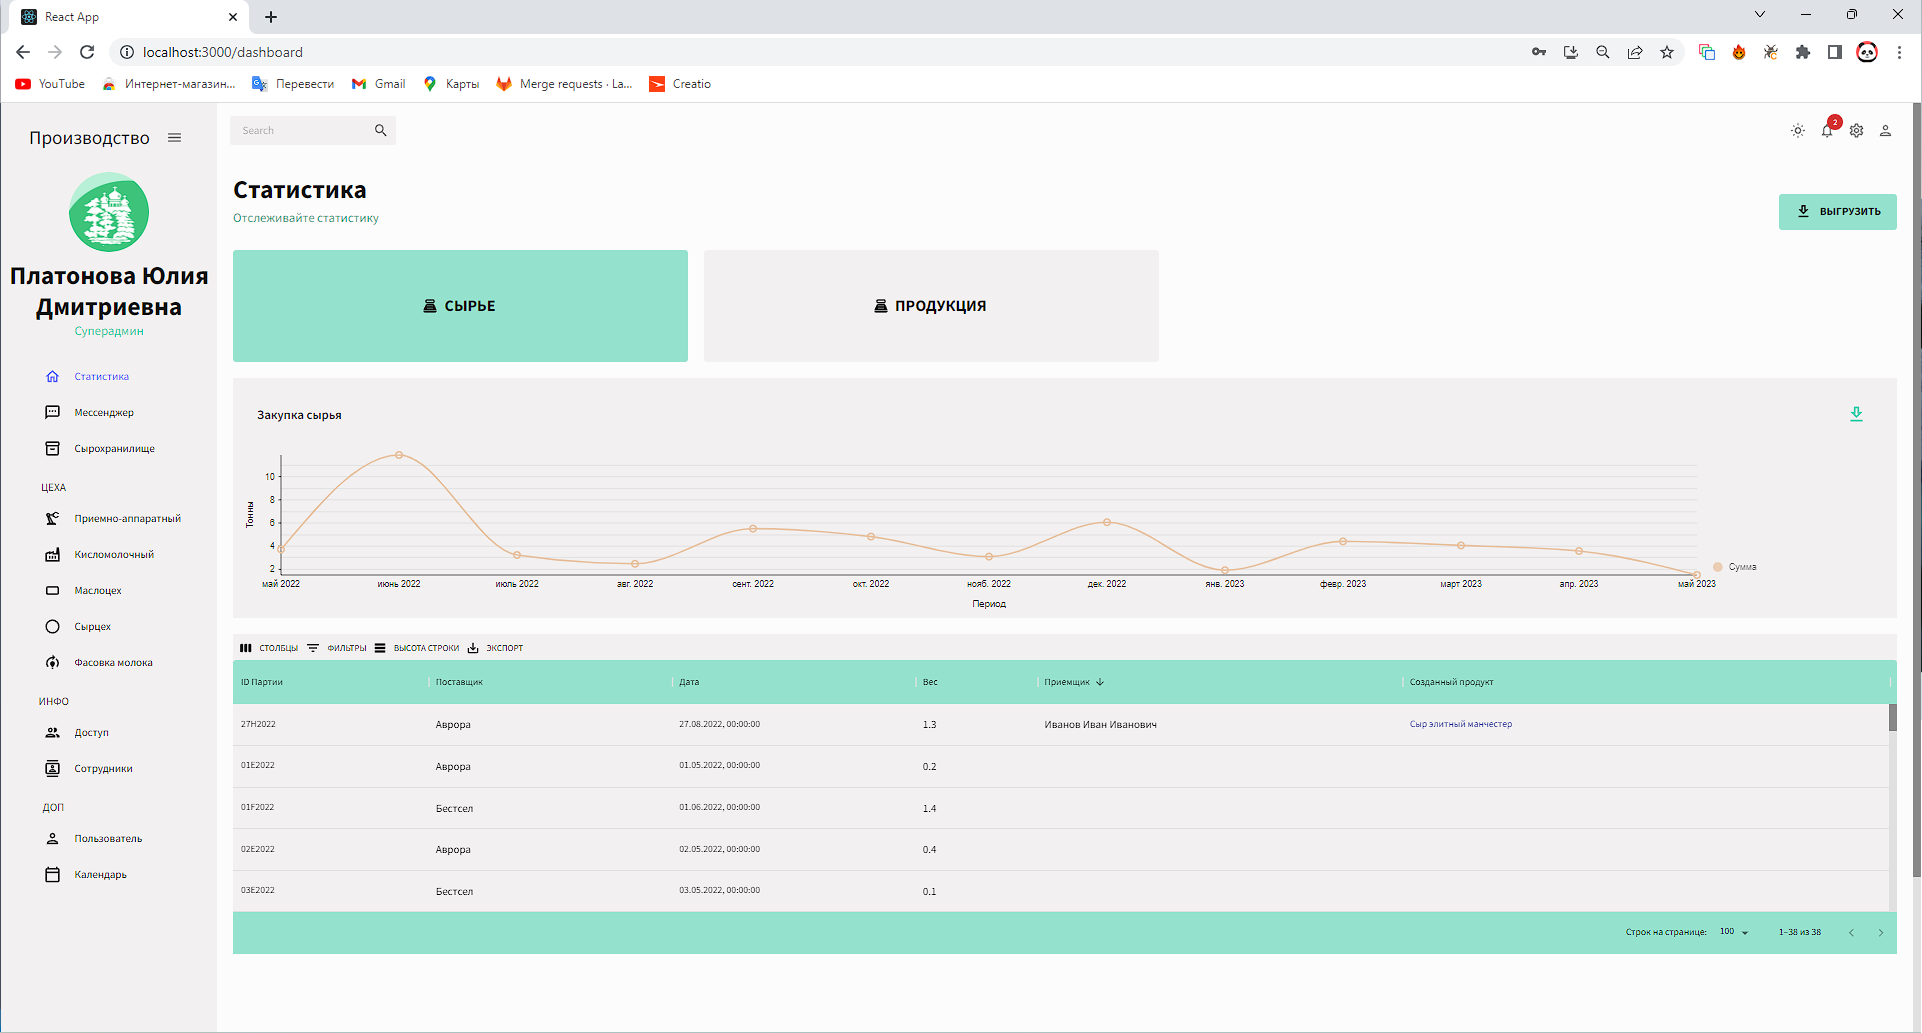 React App
localhost:3000/dashboard
YouTube
Интернет-магазин...
Перевести
Gmail
Карты
Merge requests · La...
Creatio
Производство
Платонова Юлия
Дмитриевна
Суперадмин
Статистика
Мессенджер
Сырохранилище
ЦЕХА
Приемно-аппаратный
Кисломолочный
Маслоцех
Сырцех
Фасовка молока
ИНФО
Доступ
Сотрудники
ДОП
Пользователь
Календарь
Search
2
Статистика
Отслеживайте статистику
ВЫГРУЗИТЬ
СЫРЬЕ
ПРОДУКЦИЯ
Закупка сырья
10
8
6
4
2
Тонны
май 2022 июнь 2022 июль 2022 авг. 2022 сент. 2022 окт. 2022 нояб. 2022 дек. 2022 янв. 2023 февр. 2023 март 2023 апр. 2023 май 2023
Период
Сумма
СТОЛБЦЫ ФИЛЬТРЫ ВЫСОТА СТРОКИ ЭКСПОРТ
ID Партии Поставщик Дата Вес Приемщик Созданный продукт
27H2022 Аврора 27.08.2022, 00:00:00 1.3 Иванов Иван Иванович Сыр элитный манчестер
01E2022 Аврора 01.05.2022, 00:00:00 0.2
01F2022 Бестсел 01.06.2022, 00:00:00 1.4
02E2022 Аврора 02.05.2022, 00:00:00 0.4
03E2022 Бестсел 03.05.2022, 00:00:00 0.1
Строк на странице: 100 1–38 из 38